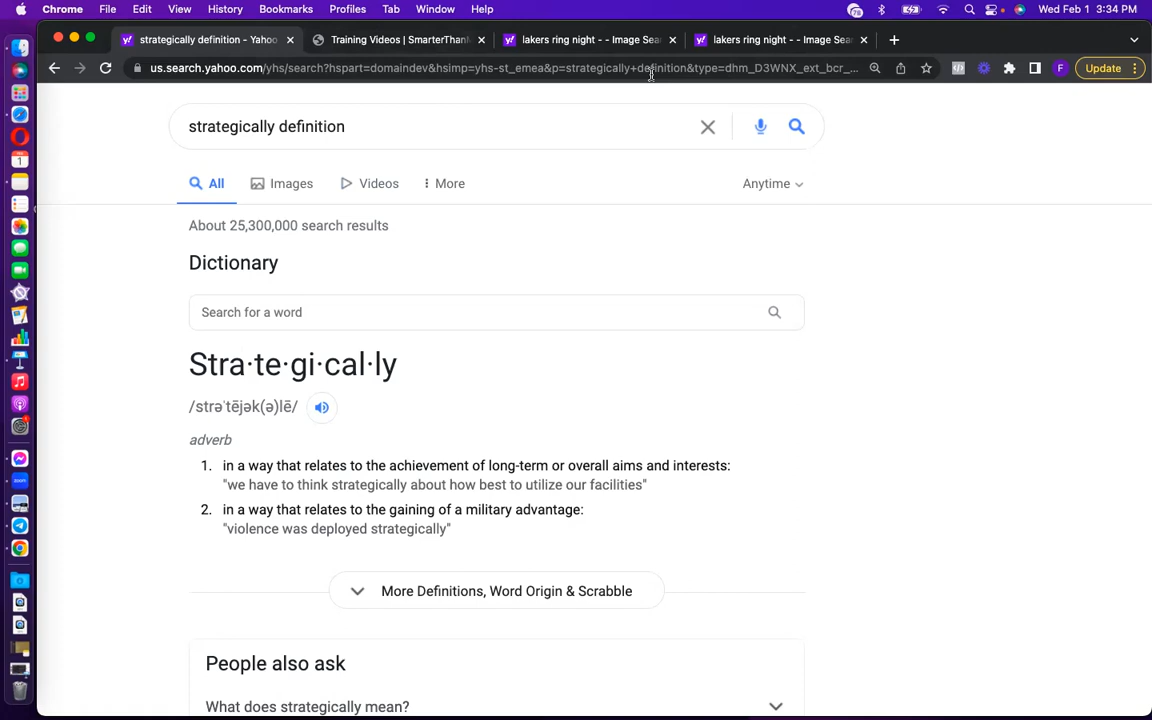 Chrome File Edit View History Bookmarks Profiles Tab Window Help Wed Feb 1 3:34 PM
strategically definition - Yahoo Training Videos | SmarterThan lakers ring night - - Image Sea lakers ring night - - Image Sea
us.search.yahoo.com/yhs/search?hspart=domaindev&hsimp=yhs-st_emea&p=strategically+definition&type=dhm_D3WNX_ext_bcr_... F Update
strategically definition
All Images Videos More Anytime
About 25,300,000 search results
Dictionary
Search for a word
Stra·te·gi·cal·ly
/strəˈtējək(ə)lē/
adverb
1. in a way that relates to the achievement of long-term or overall aims and interests:
"we have to think strategically about how best to utilize our facilities"
2. in a way that relates to the gaining of a military advantage:
"violence was deployed strategically"
More Definitions, Word Origin & Scrabble
People also ask
What does strategically mean?